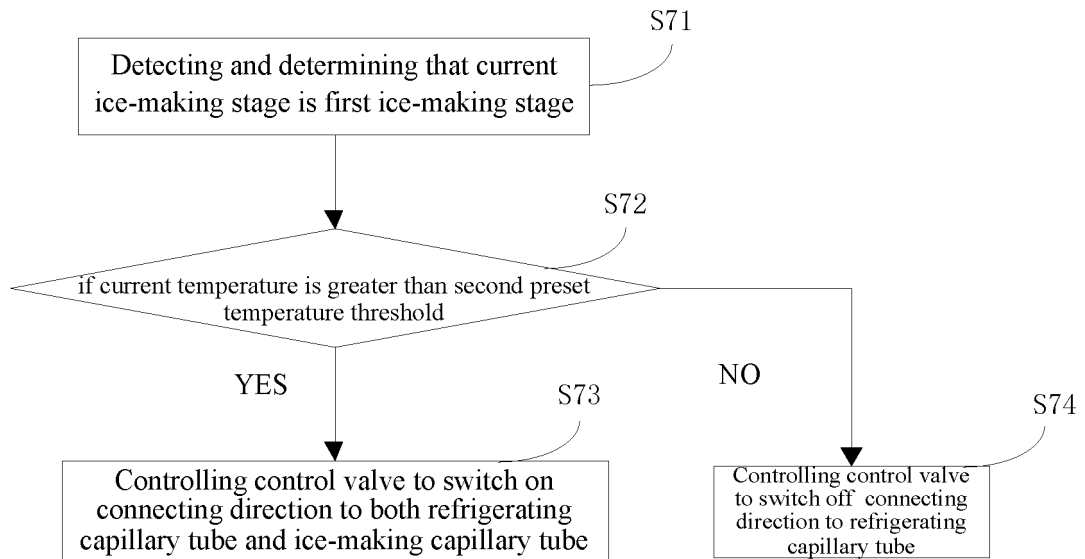 S71
Detecting and determining that current
ice-making stage is first ice-making stage
S72
if current temperature is greater than second preset
temperature threshold
YES
NO
S73
S74
Controlling control valve to switch on
connecting direction to both refrigerating
capillary tube and ice-making capillary tube
Controlling control valve
to switch off connecting
direction to refrigerating
capillary tube